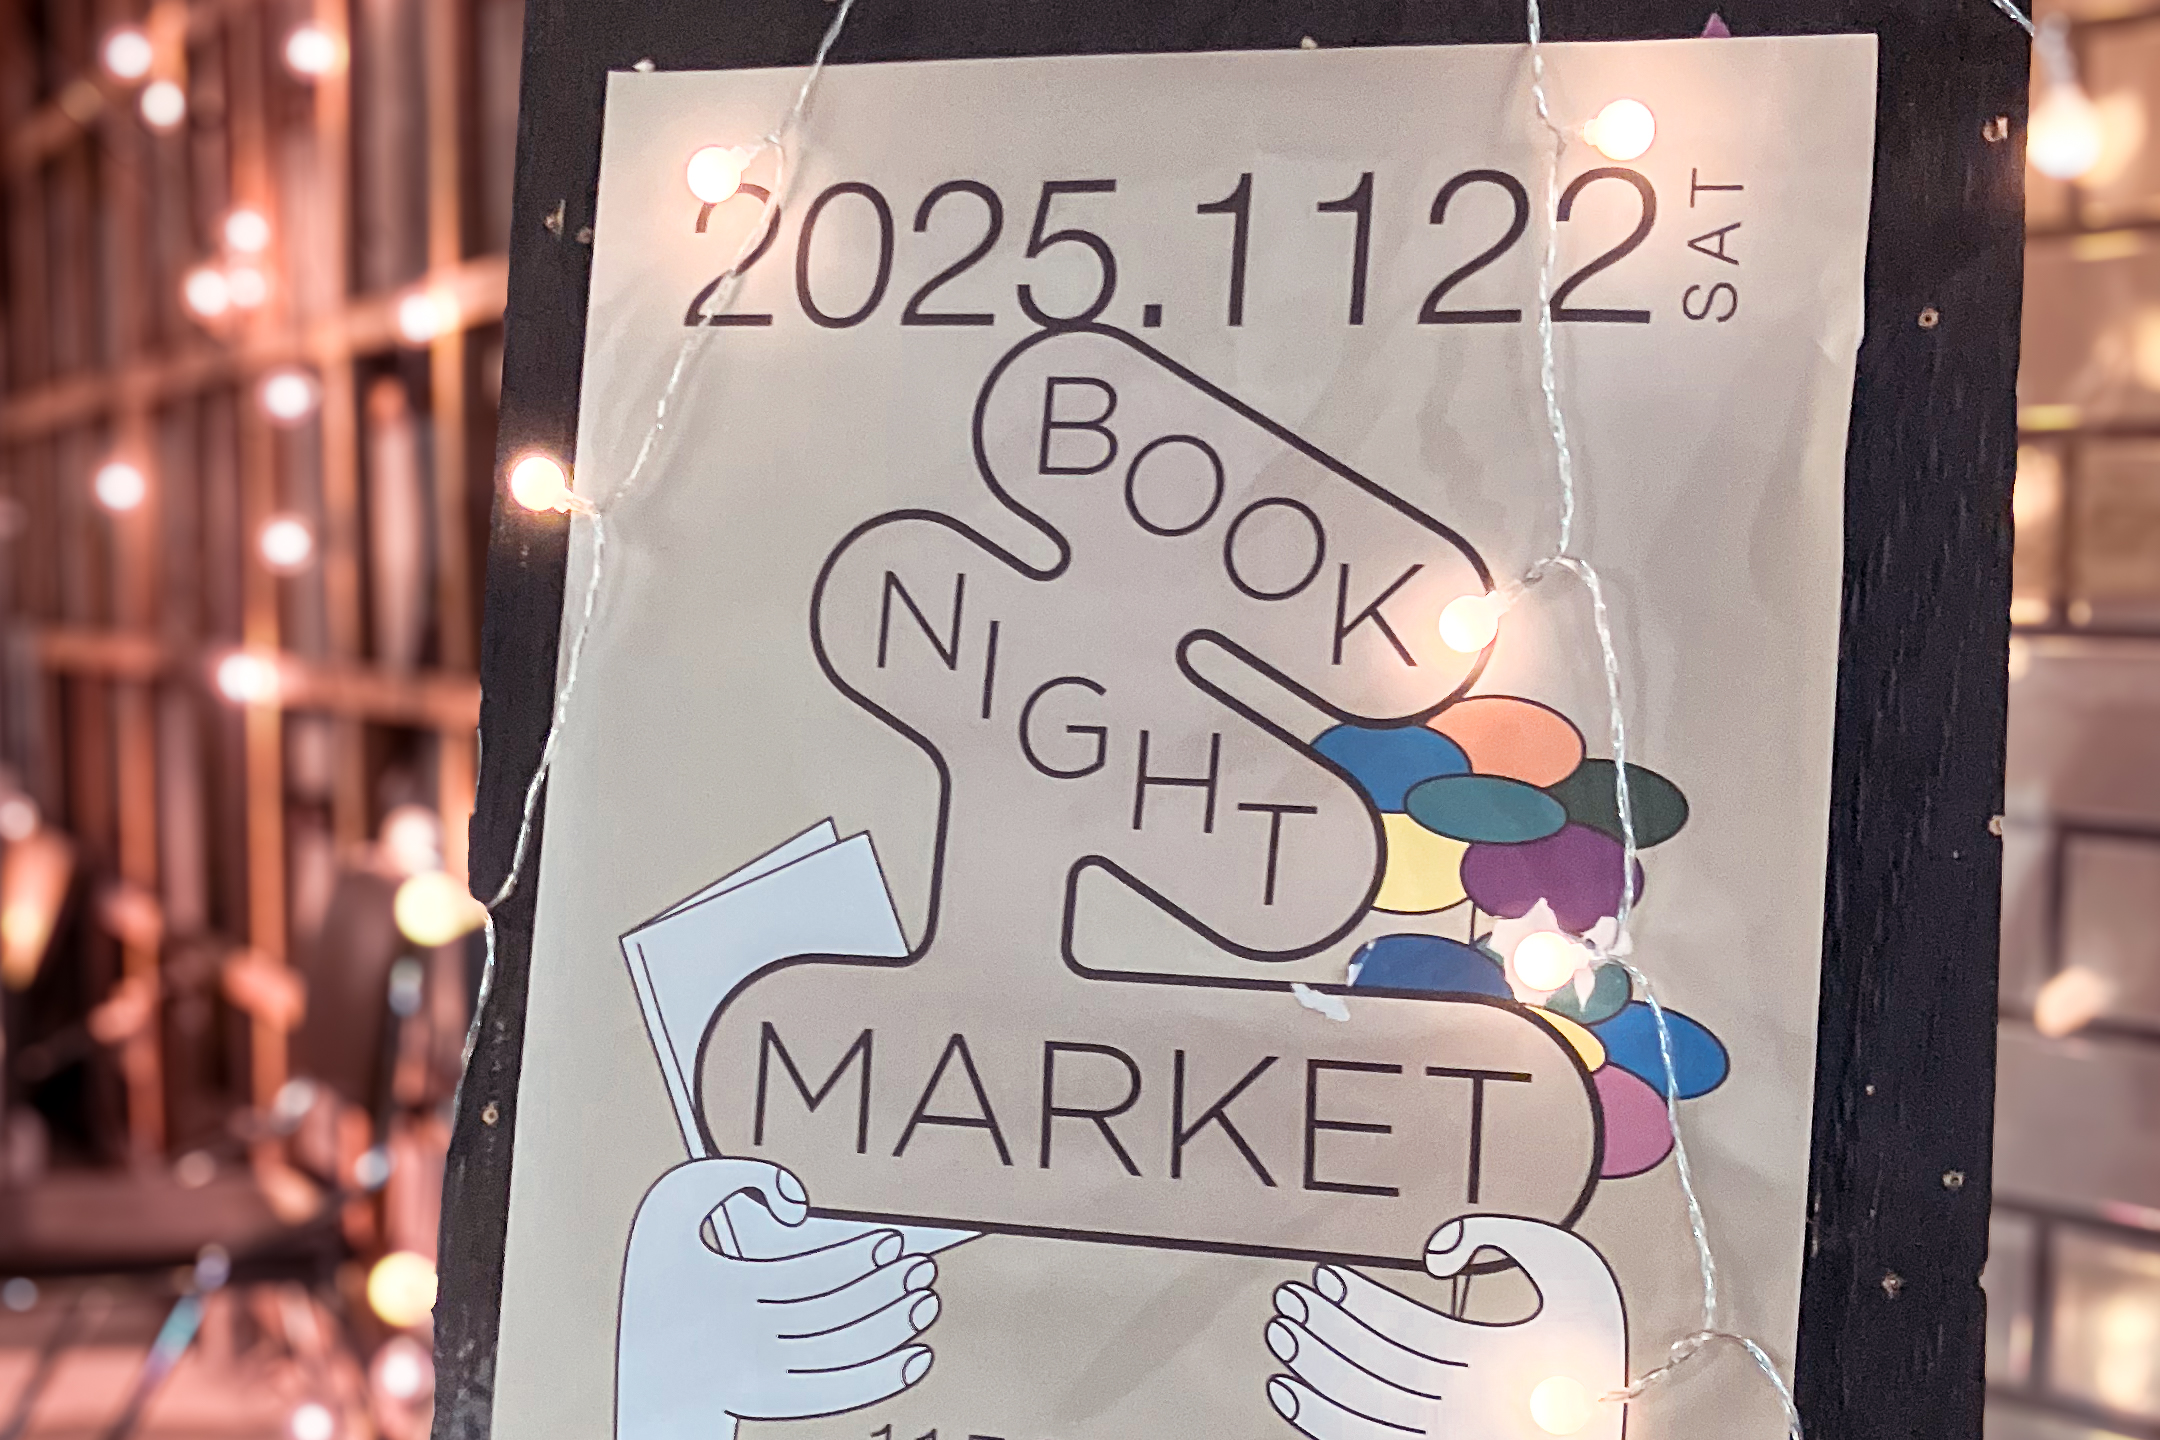 2025.1122 SAT
BOOK
NIGHT
MARKET